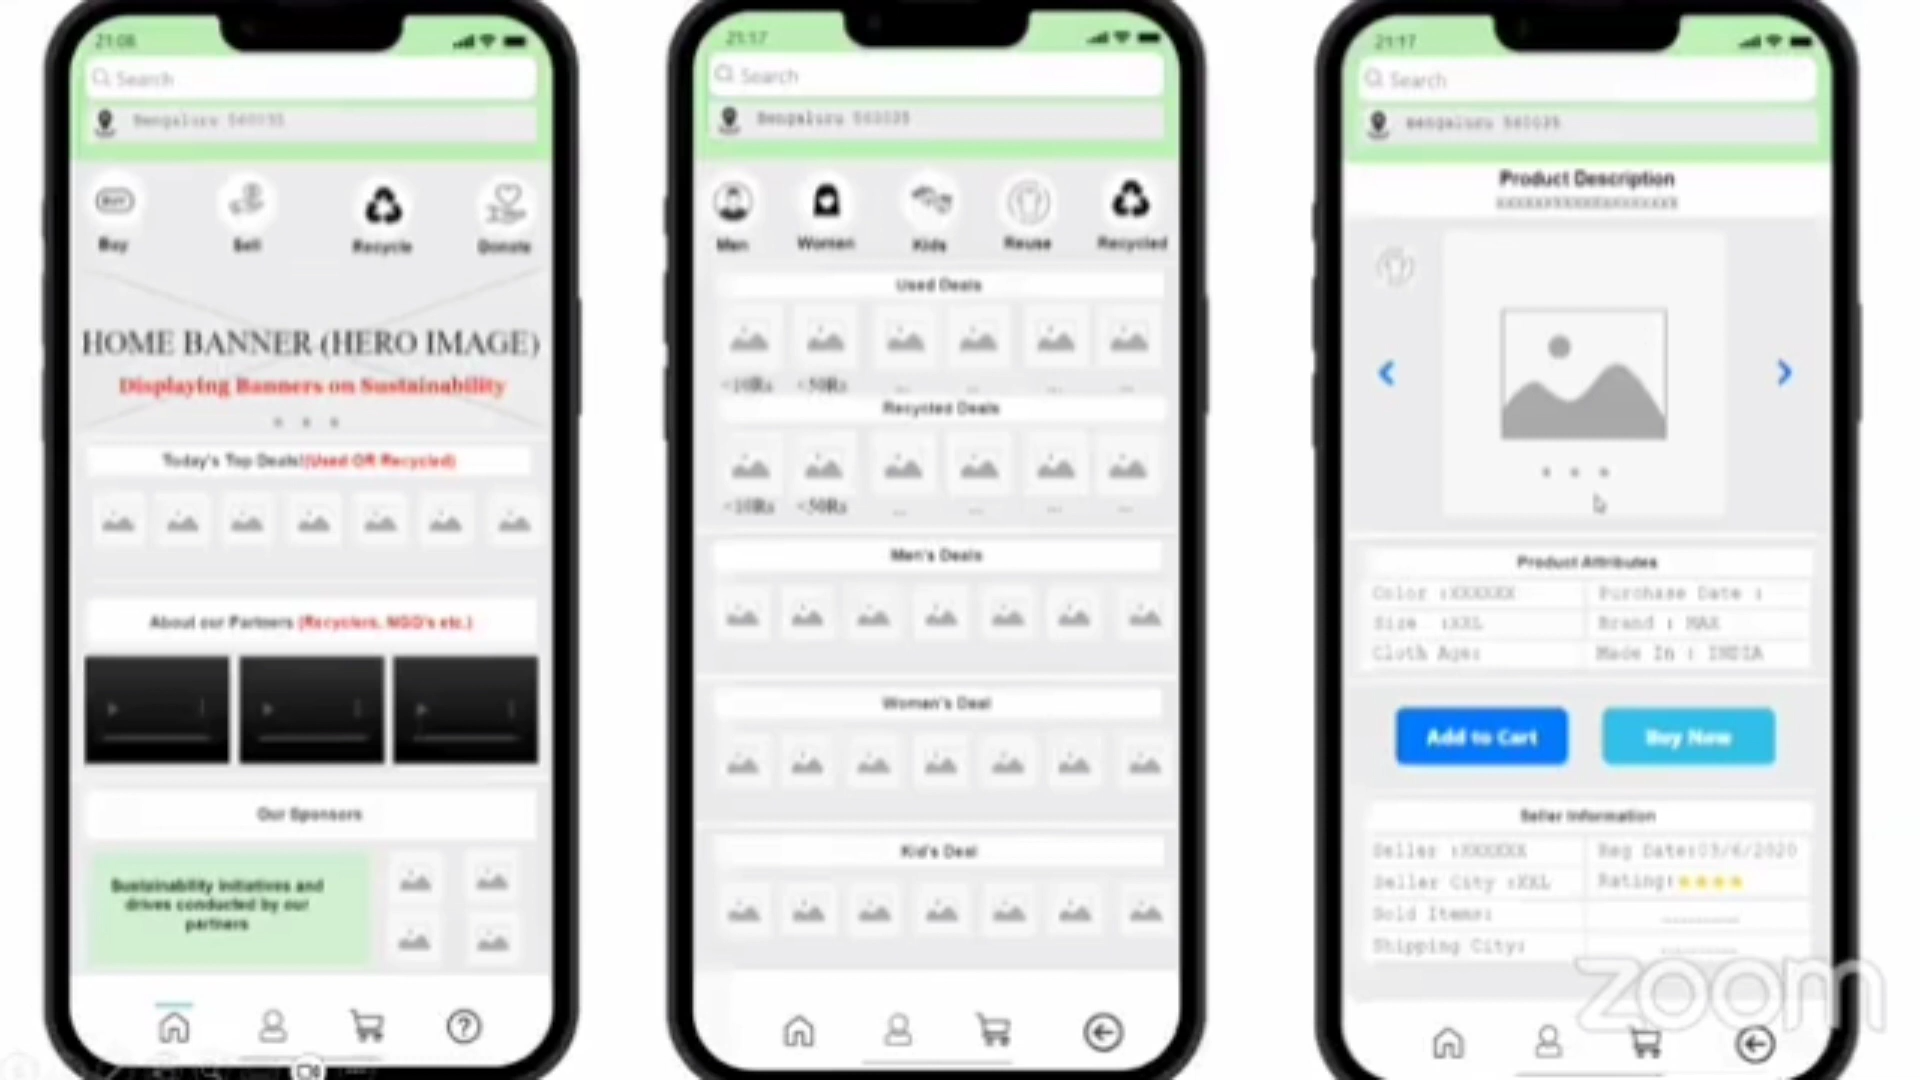 21:08
Search
Bengaluru
Buy Sell Recycle Donate
HOME BANNER (HERO IMAGE)
Displaying Banners on Sustainability
Today's Top Deals!(Used OR Recycled)
About our Partners (Recyclers, NGO's etc.)
Our Sponsors
Sustainability initiatives and
drives conducted by our
partners
21:17
Search
Bengaluru 560035
Men Women Kids Reuse Recycled
Used Deals
<10Rs <50Rs
Recycled Deals
<10Rs <50Rs
Men's Deals
Women's Deal
Kid's Deal
21:17
Search
Bengaluru 560035
Product Description
Product Attributes
Color :XXXXXX Purchase Date :
Size :XXL Brand : MAX
Cloth Age: Made In : INDIA
Add to Cart Buy Now
Seller Information
Seller :XXXXXX Reg Date:03/6/2020
Seller City :XXL Rating:
Sold Items:
Shipping City:
zoom